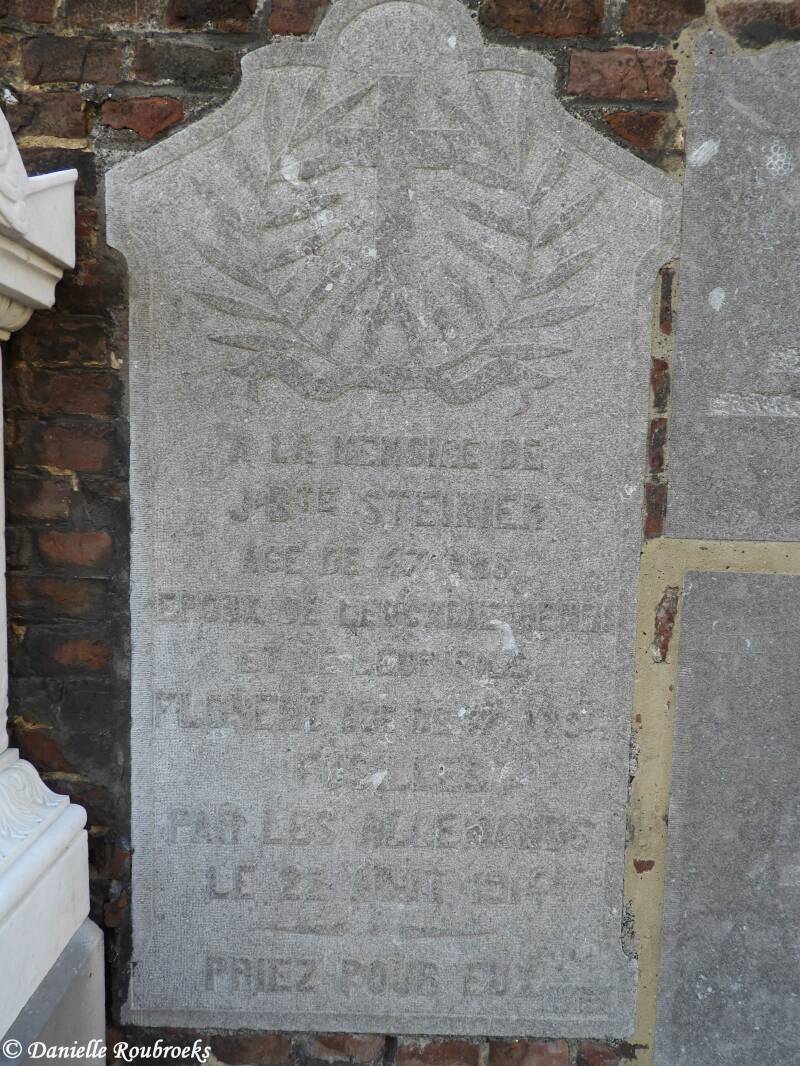 A LA MEMOIRE DE
J-BTE STEINIER
AGE DE 47 ANS
EPOUX DE HENRI
ET DE LEUR FILS
FLORENT AGE DE 17 ANS
FUSILLES
PAR LES ALLEMANDS
LE 22 AOUT 1914
PRIEZ POUR EUX
© Danielle Roubroeks